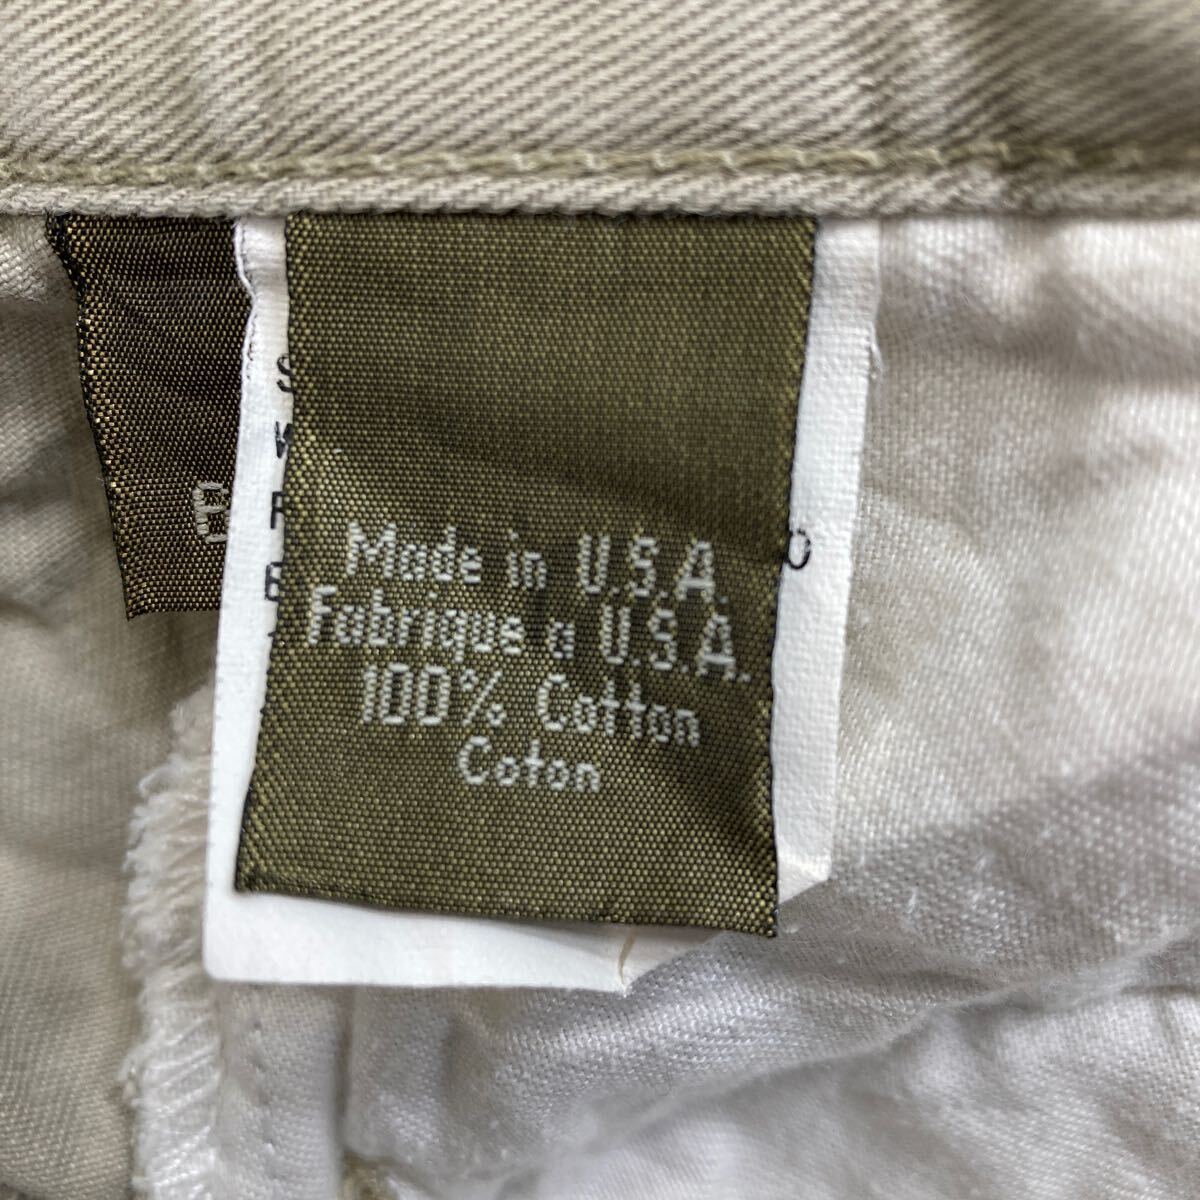 Made in U.S.A.
Fabrique a U.S.A.
100% Cotton
Coton